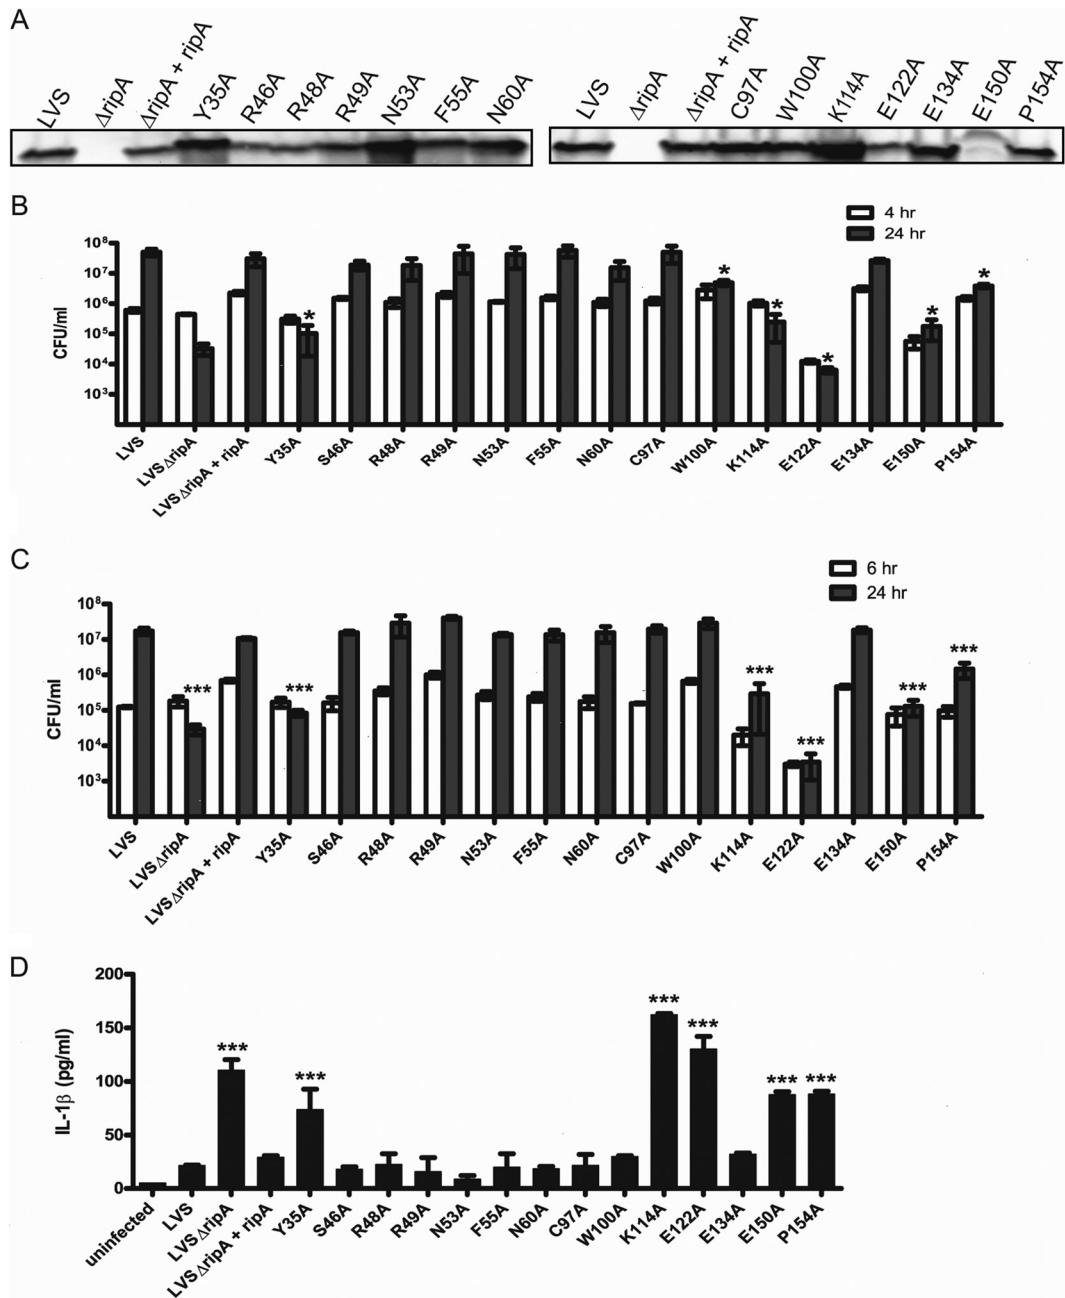 A
LVS
ΔripA
ΔripA + ripA
Y35A
R46A
R48A
R49A
N53A
F55A
N60A
LVS
ΔripA
ΔripA + ripA
C97A
W100A
K114A
E122A
E134A
E150A
P154A
B
4 hr
24 hr
CFU/ml
10⁸
10⁷
10⁶
10⁵
10⁴
10³
*
*
*
*
*
*
LVS
LVSΔripA
LVSΔripA + ripA
Y35A
S46A
R48A
R49A
N53A
F55A
N60A
C97A
W100A
K114A
E122A
E134A
E150A
P154A
C
6 hr
24 hr
CFU/ml
10⁸
10⁷
10⁶
10⁵
10⁴
10³
***
***
***
***
***
***
LVS
LVSΔripA
LVSΔripA + ripA
Y35A
S46A
R48A
R49A
N53A
F55A
N60A
C97A
W100A
K114A
E122A
E134A
E150A
P154A
D
IL-1β (pg/ml)
200
150
100
50
0
***
***
***
***
***
***
uninfected
LVS
LVSΔripA
LVSΔripA + ripA
Y35A
S46A
R48A
R49A
N53A
F55A
N60A
C97A
W100A
K114A
E122A
E134A
E150A
P154A